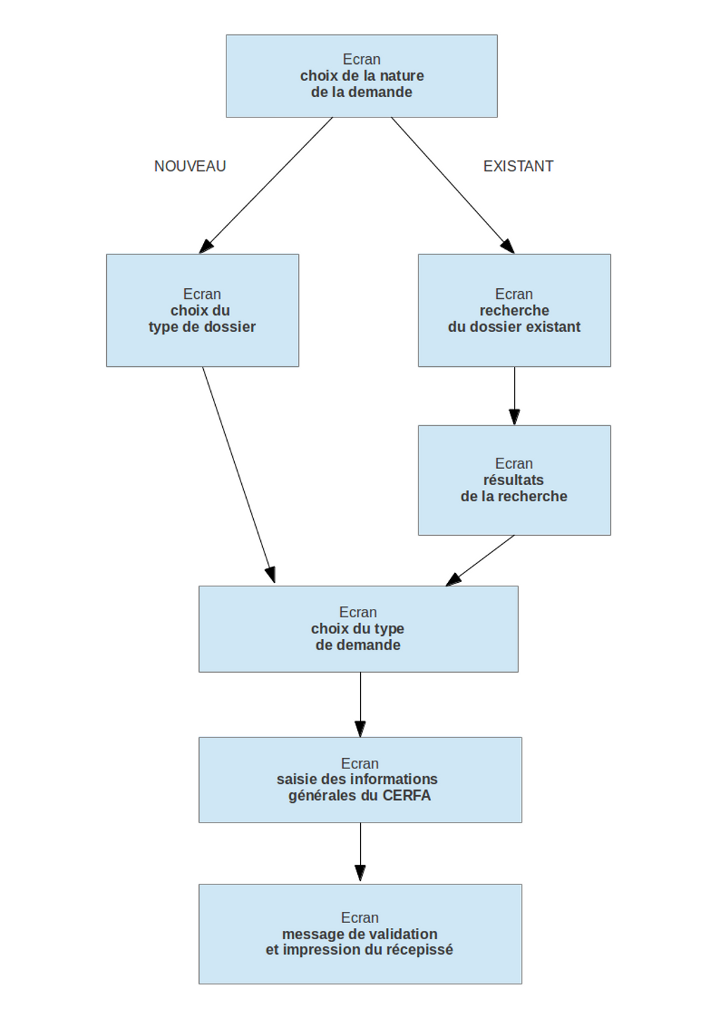 Ecran
choix de la nature
de la demande
NOUVEAU
EXISTANT
Ecran
choix du
type de dossier
Ecran
recherche
du dossier existant
Ecran
résultats
de la recherche
Ecran
choix du type
de demande
Ecran
saisie des informations
générales du CERFA
Ecran
message de validation
et impression du récepissé